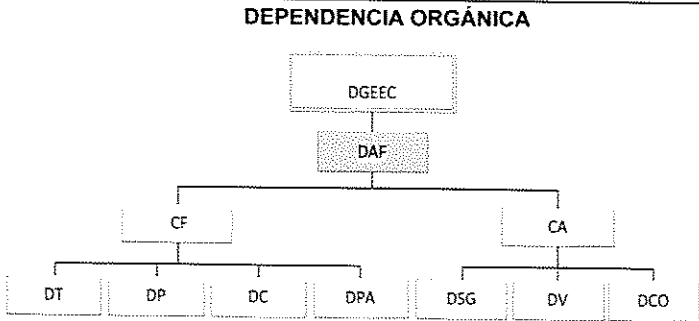 DEPENDENCIA ORGÁNICA
DGEEC
DAF
CF CA
DT DP DC DPA DSG DV DCO